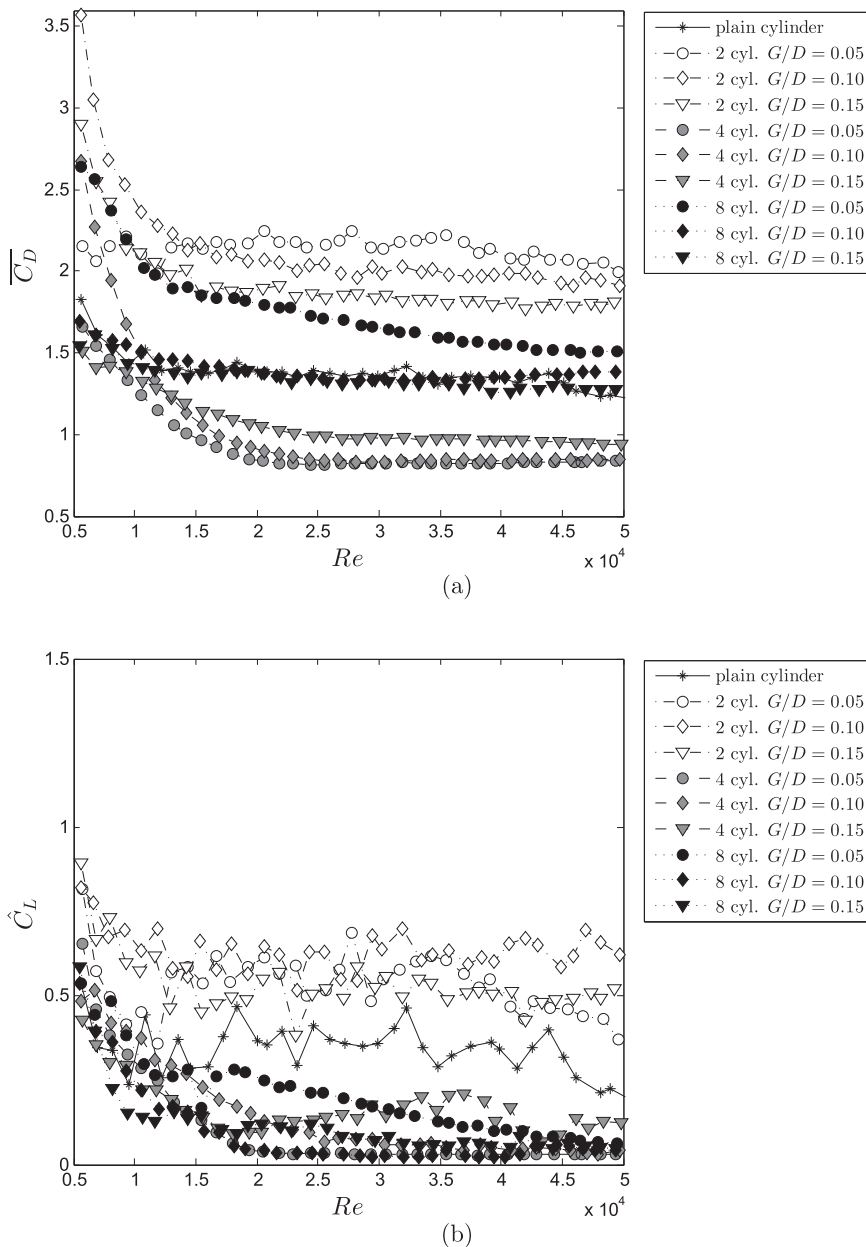 3.5
3
2.5
2
1.5
1
0.5
0.5 1 1.5 2 2.5 3 3.5 4 4.5 5
x 10⁴
Re
C̅_D
plain cylinder
2 cyl. G/D = 0.05
2 cyl. G/D = 0.10
2 cyl. G/D = 0.15
4 cyl. G/D = 0.05
4 cyl. G/D = 0.10
4 cyl. G/D = 0.15
8 cyl. G/D = 0.05
8 cyl. G/D = 0.10
8 cyl. G/D = 0.15
(a)
1.5
1
0.5
0
0.5 1 1.5 2 2.5 3 3.5 4 4.5 5
x 10⁴
Re
Ĉ_L
plain cylinder
2 cyl. G/D = 0.05
2 cyl. G/D = 0.10
2 cyl. G/D = 0.15
4 cyl. G/D = 0.05
4 cyl. G/D = 0.10
4 cyl. G/D = 0.15
8 cyl. G/D = 0.05
8 cyl. G/D = 0.10
8 cyl. G/D = 0.15
(b)